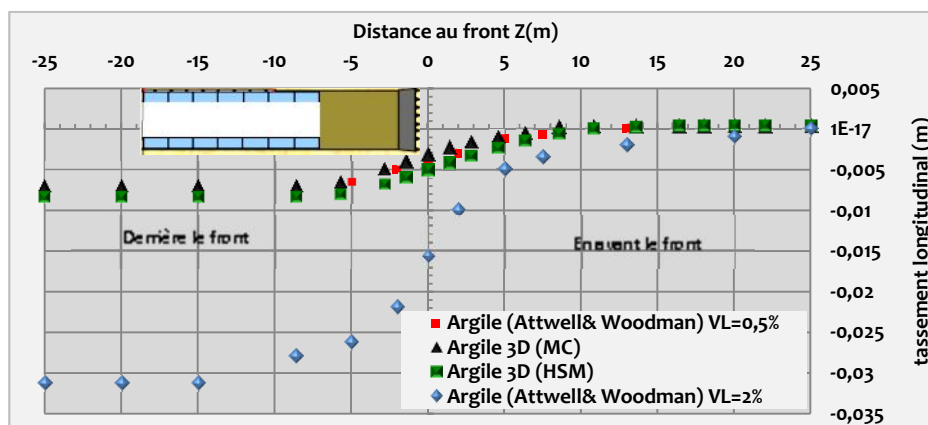 Distance au front Z(m)
-25 -20 -15 -10 -5 0 5 10 15 20 25
0,005
1E-17
-0,005
-0,01
-0,015
-0,02
-0,025
-0,03
-0,035
tassement longitudinal (m)
Derrière le front
En avant le front
Argile (Attwell& Woodman) VL=0,5%
Argile 3D (MC)
Argile 3D (HSM)
Argile (Attwell& Woodman) VL=2%